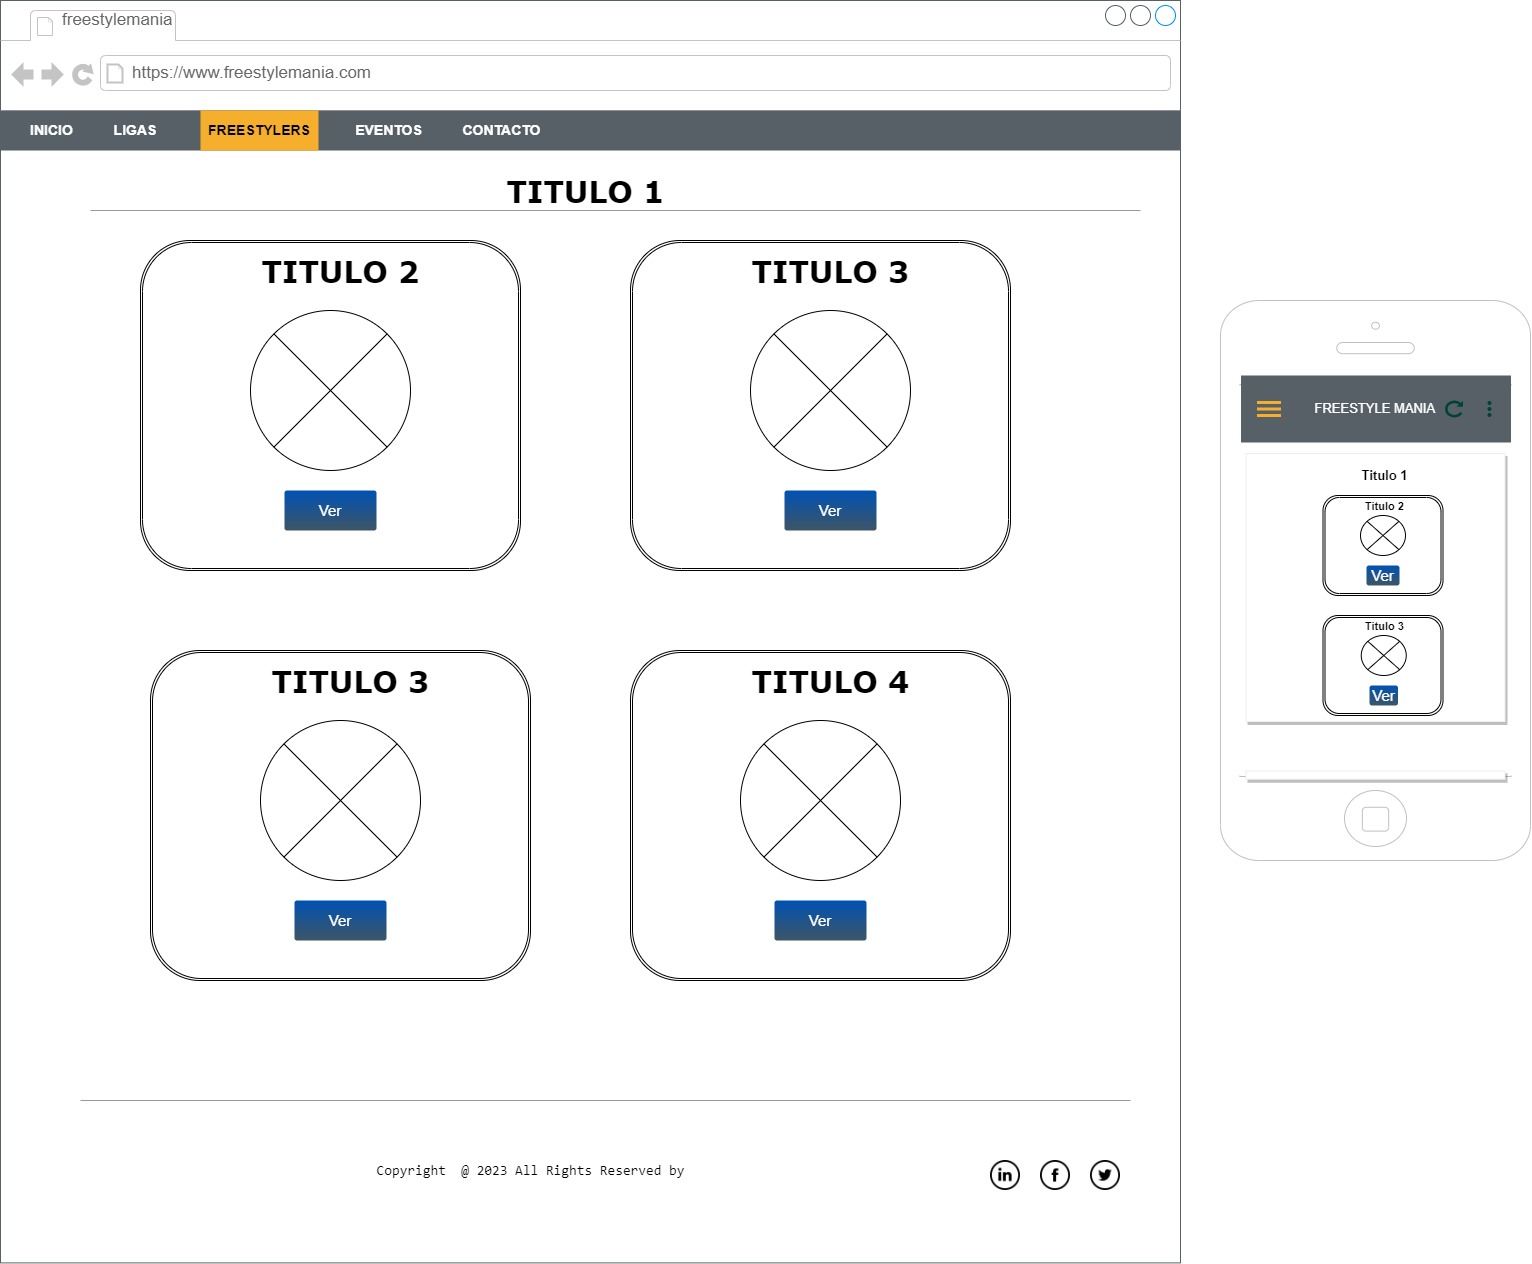 freestylemania
https://www.freestylemania.com
INICIO LIGAS FREESTYLERS EVENTOS CONTACTO
TITULO 1
TITULO 2 TITULO 3
Ver Ver
TITULO 3 TITULO 4
Ver Ver
Copyright @ 2023 All Rights Reserved by
in f
FREESTYLE MANIA
Titulo 1
Titulo 2
Ver
Titulo 3
Ver